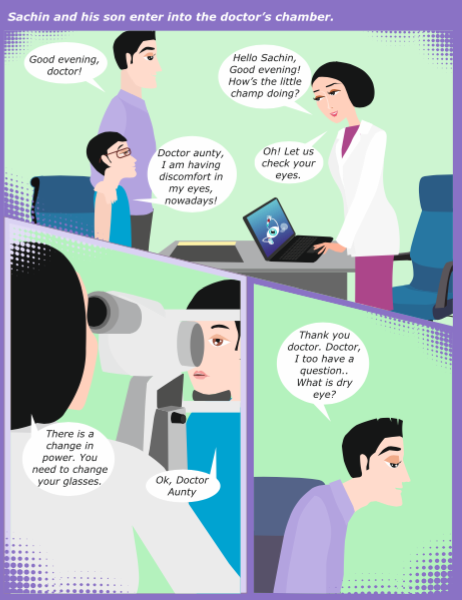 Sachin and his son enter into the doctor's chamber.
Good evening,
doctor!
Hello Sachin,
Good evening!
How's the little
champ doing?
Doctor aunty,
I am having
discomfort in
my eyes,
nowadays!
Oh! Let us
check your
eyes.
There is a
change in
power. You
need to change
your glasses.
Ok, Doctor
Aunty
Thank you
doctor. Doctor,
I too have a
question..
What is dry
eye?